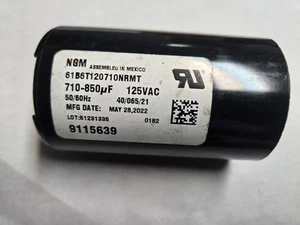 NGM ASSEMBLED IN MEXICO
61B6T120710NRMT
710-850µF 125VAC
50/60Hz 40/065/21
MFG DATE: MAY 28,2022
LOT:61231336 0182
9115639